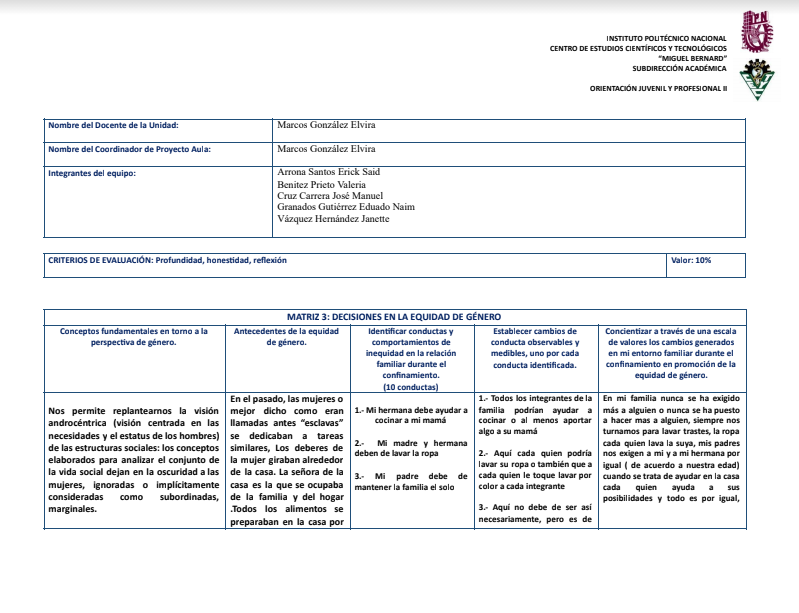 INSTITUTO POLITÉCNICO NACIONAL
CENTRO DE ESTUDIOS CIENTÍFICOS Y TECNOLÓGICOS
"MIGUEL BERNARD"
SUBDIRECCIÓN ACADÉMICA
ORIENTACIÓN JUVENIL Y PROFESIONAL II
IPN
Nombre del Docente de la Unidad:
Marcos González Elvira
Nombre del Coordinador de Proyecto Aula:
Marcos González Elvira
Integrantes del equipo:
Arrona Santos Erick Said
Benitez Prieto Valeria
Cruz Carrera José Manuel
Granados Gutiérrez Eduado Naim
Vázquez Hernández Janette
CRITERIOS DE EVALUACIÓN: Profundidad, honestidad, reflexión
Valor: 10%
MATRIZ 3: DECISIONES EN LA EQUIDAD DE GÉNERO
Conceptos fundamentales en torno a la
perspectiva de género.
Antecedentes de la equidad
de género.
Identificar conductas y
comportamientos de
inequidad en la relación
familiar durante el
confinamiento.
(10 conductas)
Establecer cambios de
conducta observables y
medibles, uno por cada
conducta identificada.
Concientizar a través de una escala
de valores los cambios generados
en mi entorno familiar durante el
confinamiento en promoción de la
equidad de género.
Nos permite replantearnos la visión
androcéntrica (visión centrada en las
necesidades y el estatus de los hombres)
de las estructuras sociales: los conceptos
elaborados para analizar el conjunto de
la vida social dejan en la oscuridad a las
mujeres, ignoradas o implícitamente
consideradas como subordinadas,
marginales.
En el pasado, las mujeres o
mejor dicho como eran
llamadas antes "esclavas"
se dedicaban a tareas
similares, Los deberes de
la mujer giraban alrededor
de la casa. La señora de la
casa es la que se ocupaba
de la familia y del hogar
.Todos los alimentos se
preparaban en la casa por
1.- Mi hermana debe ayudar a
cocinar a mi mamá
2.- Mi madre y hermana
deben de lavar la ropa
3.- Mi padre debe de
mantener la familia el solo
1.- Todos los integrantes de la
familia podrían ayudar a
cocinar o al menos aportar
algo a su mamá
2.- Aquí cada quien podría
lavar su ropa o también que a
cada quien le toque lavar por
color a cada integrante
3.- Aquí no debe de ser así
necesariamente, pero es de
En mi familia nunca se ha exigido
más a alguien o nunca se ha puesto
a hacer mas a alguien, siempre nos
turnamos para lavar trastes, la ropa
cada quien lava la suya, mis padres
nos exigen a mi y a mi hermana por
igual ( de acuerdo a nuestra edad)
cuando se trata de ayudar en la casa
cada quien ayuda a sus
posibilidades y todo es por igual,